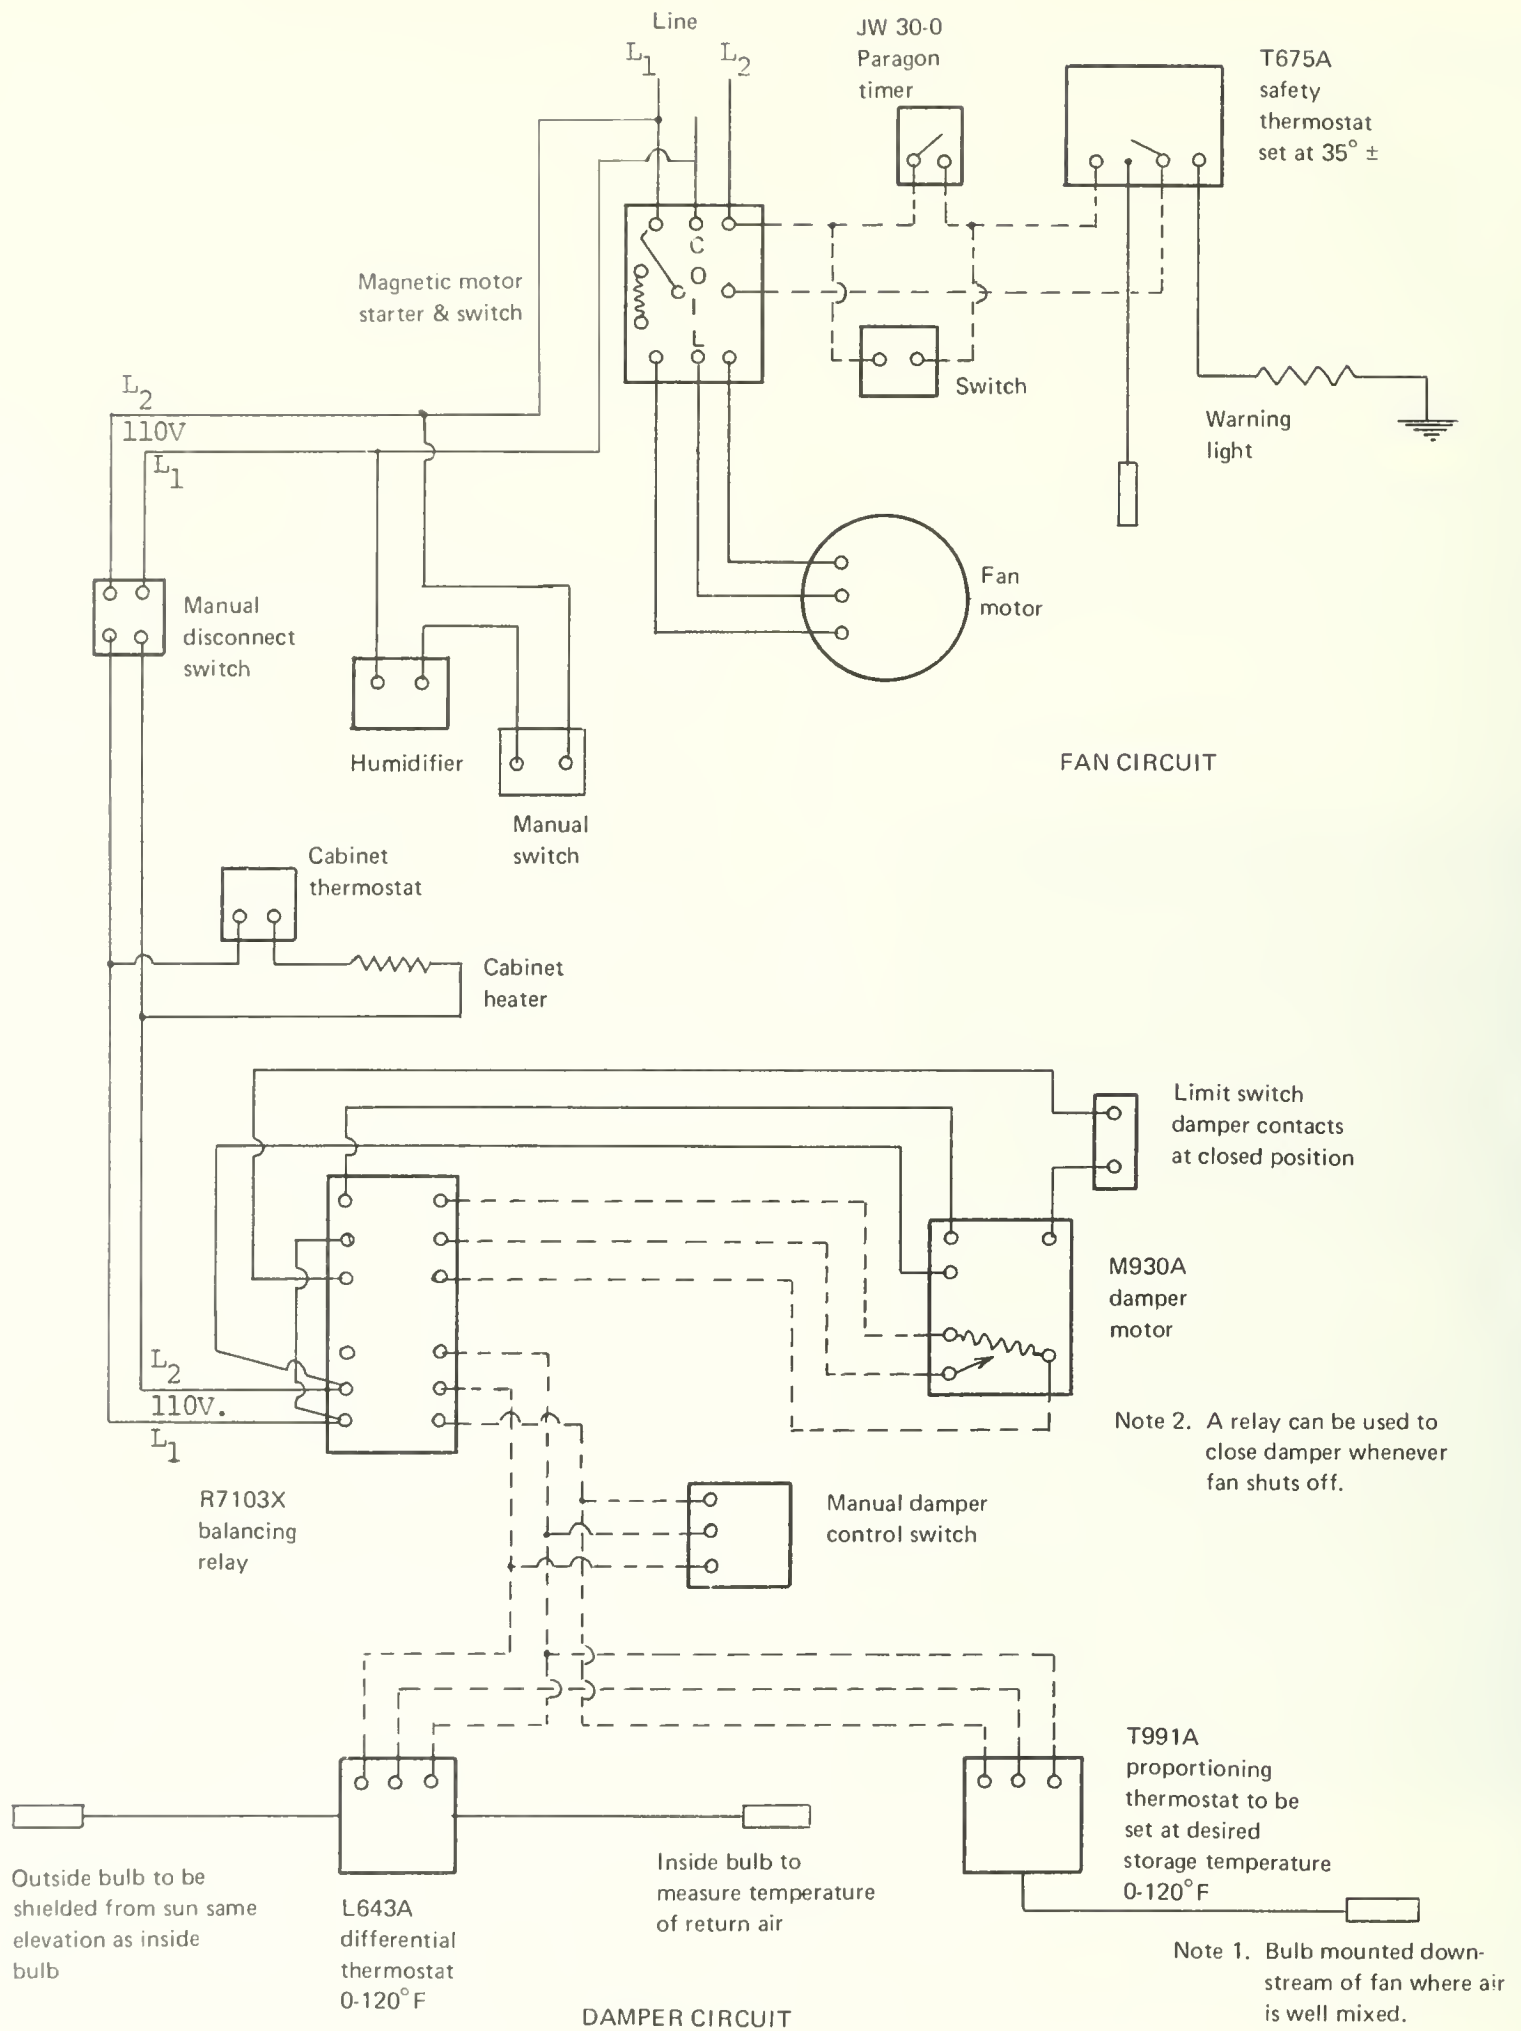 Line
L1
L2
JW 30-0
Paragon
timer
T675A
safety
thermostat
set at 35° ±
C
O
I
L
Magnetic motor
starter & switch
Switch
Warning
light
L2
110V
L1
Fan
motor
Manual
disconnect
switch
Humidifier
Manual
switch
FAN CIRCUIT
Cabinet
thermostat
Cabinet
heater
Limit switch
damper contacts
at closed position
M930A
damper
motor
L2
110V.
L1
Note 2. A relay can be used to
close damper whenever
fan shuts off.
R7103X
balancing
relay
Manual damper
control switch
T991A
proportioning
thermostat to be
set at desired
storage temperature
0-120°F
Outside bulb to be
shielded from sun same
elevation as inside
bulb
L643A
differential
thermostat
0-120°F
Inside bulb to
measure temperature
of return air
Note 1. Bulb mounted down-
stream of fan where air
is well mixed.
DAMPER CIRCUIT